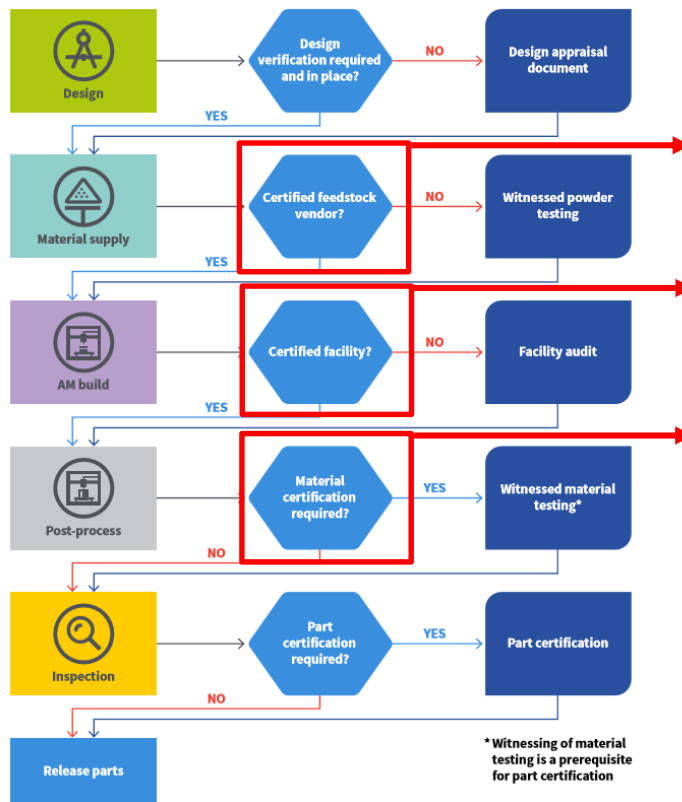 Design
Design
verification required
and in place?
NO
Design appraisal
document
YES
Material supply
Certified feedstock
vendor?
NO
Witnessed powder
testing
YES
AM build
Certified facility?
NO
Facility audit
YES
Post-process
Material
certification
required?
YES
Witnessed material
testing*
NO
Inspection
Part
certification
required?
YES
Part certification
NO
Release parts
* Witnessing of material
testing is a prerequisite
for part certification